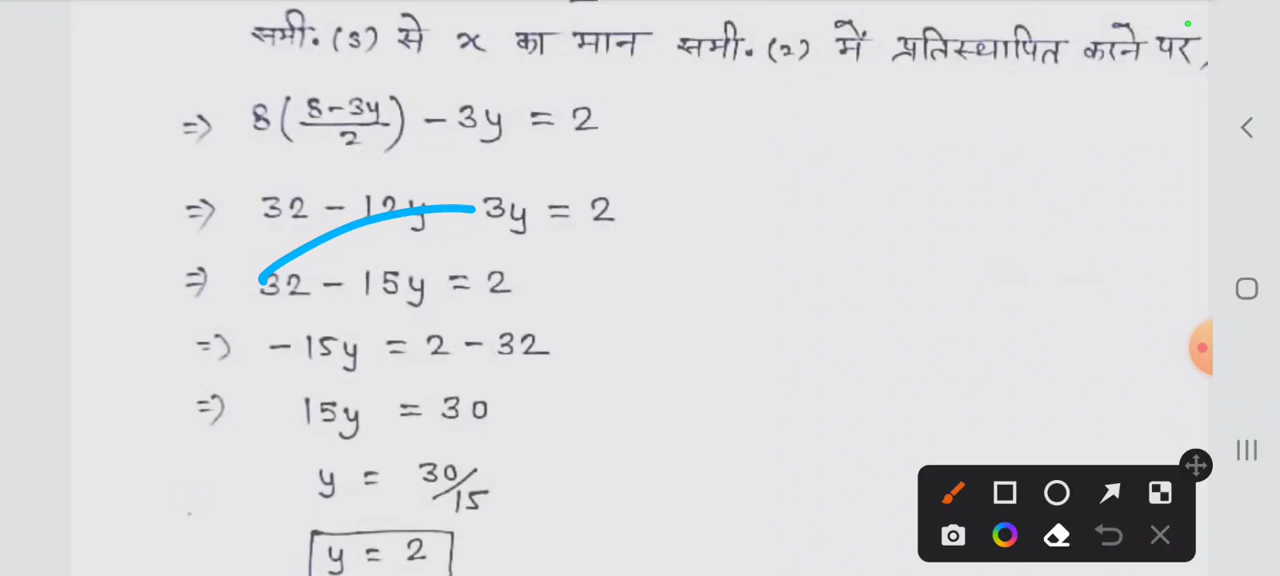 समी. (3) से x का मान समी. (2) में प्रतिस्थापित करने पर,
=> 8((8-3y)/2) - 3y = 2
=> 32 - 12y - 3y = 2
=> 32 - 15y = 2
=> -15y = 2 - 32
=> 15y = 30
y = 30/15
y = 2